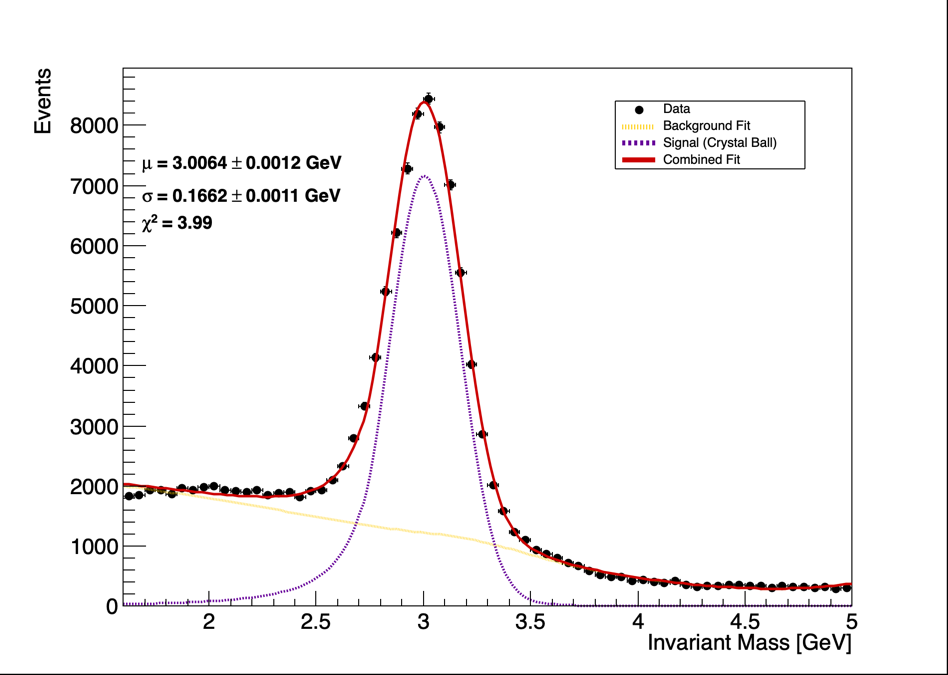 Events
8000
7000
6000
5000
4000
3000
2000
1000
0
μ = 3.0064 ± 0.0012 GeV
σ = 0.1662 ± 0.0011 GeV
χ² = 3.99
Data
Background Fit
Signal (Crystal Ball)
Combined Fit
2 2.5 3 3.5 4 4.5 5
Invariant Mass [GeV]